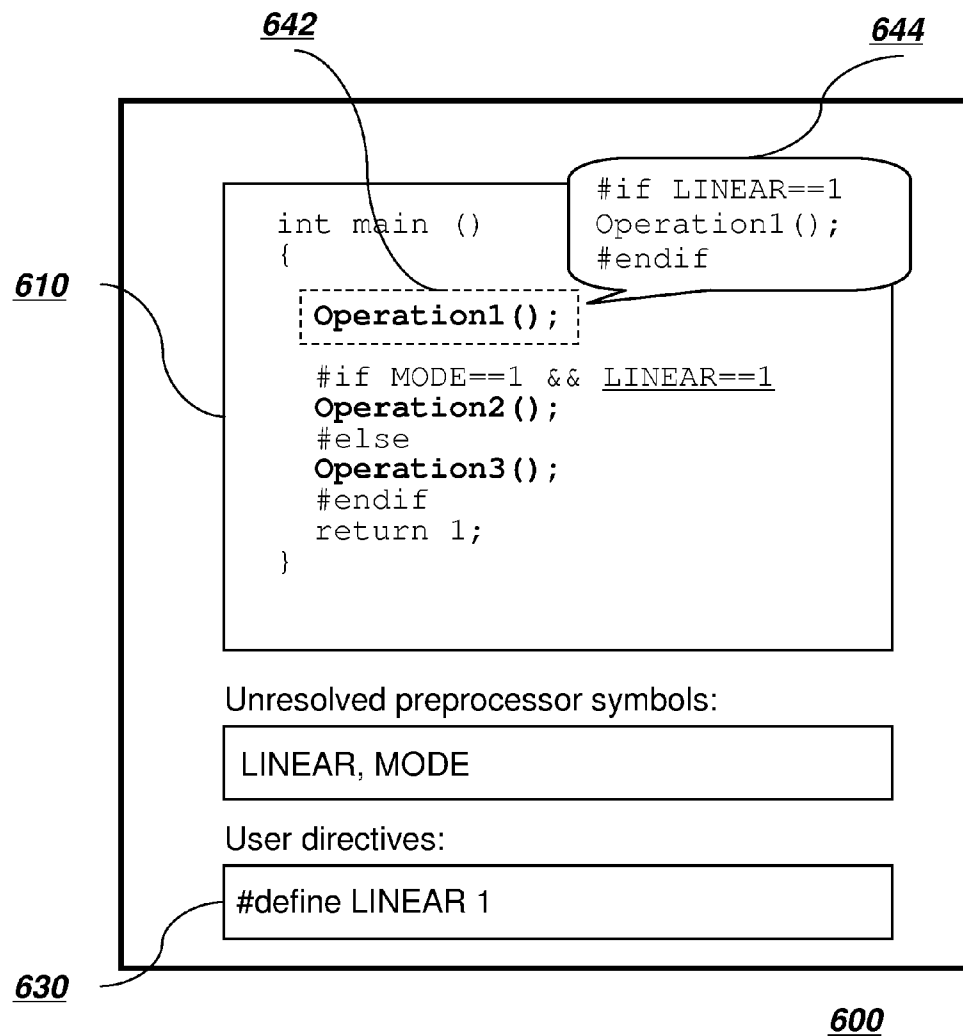 642
644
#if LINEAR==1
Operation1();
#endif
int main ()
{
610
Operation1();
#if MODE==1 && LINEAR==1
Operation2();
#else
Operation3();
#endif
return 1;
}
Unresolved preprocessor symbols:
LINEAR, MODE
User directives:
#define LINEAR 1
630
600